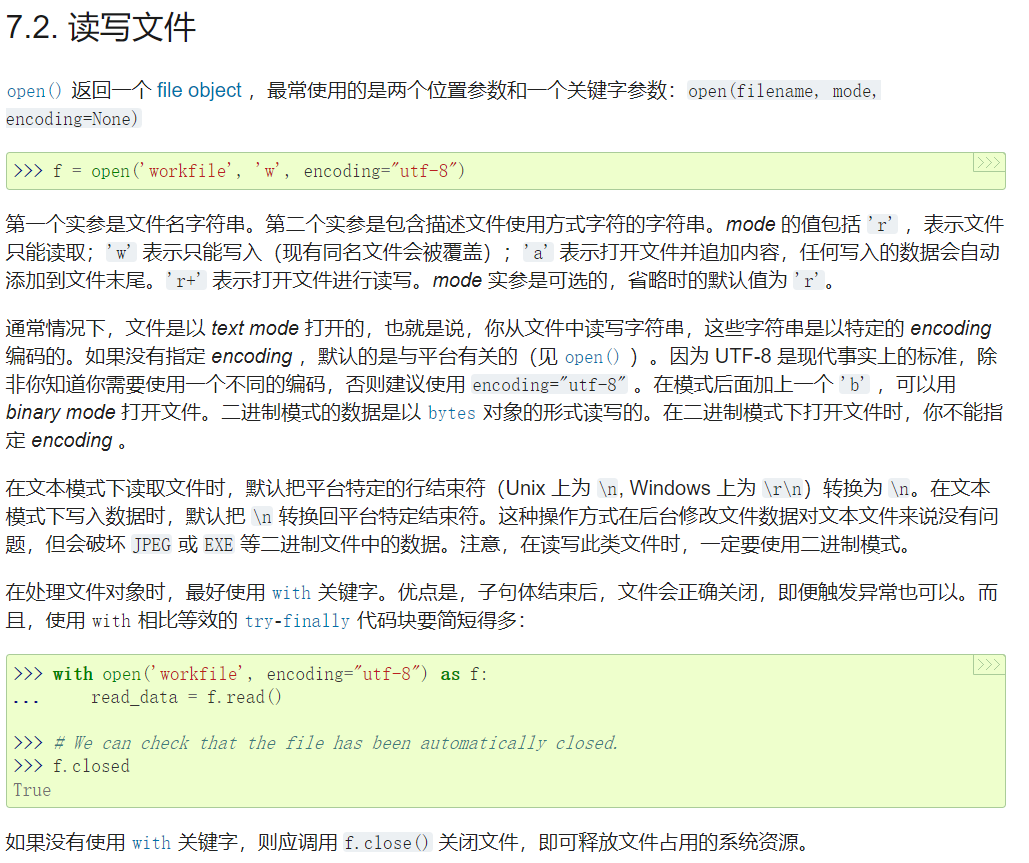 7.2. 读写文件
open() 返回一个 file object ，最常使用的是两个位置参数和一个关键字参数：open(filename, mode,
encoding=None)
>>>
>>> f = open('workfile', 'w', encoding="utf-8")
第一个实参是文件名字符串。第二个实参是包含描述文件使用方式字符的字符串。mode 的值包括 'r' ，表示文件
只能读取；'w' 表示只能写入（现有同名文件会被覆盖）；'a' 表示打开文件并追加内容，任何写入的数据会自动
添加到文件末尾。'r+' 表示打开文件进行读写。mode 实参是可选的，省略时的默认值为 'r'。
通常情况下，文件是以 text mode 打开的，也就是说，你从文件中读写字符串，这些字符串是以特定的 encoding
编码的。如果没有指定 encoding ，默认的是与平台有关的（见 open() ）。因为 UTF-8 是现代事实上的标准，除
非你知道你需要使用一个不同的编码，否则建议使用 encoding="utf-8" 。在模式后面加上一个 'b' ，可以用
binary mode 打开文件。二进制模式的数据是以 bytes 对象的形式读写的。在二进制模式下打开文件时，你不能指
定 encoding 。
在文本模式下读取文件时，默认把平台特定的行结束符（Unix 上为 \n, Windows 上为 \r\n）转换为 \n。在文本
模式下写入数据时，默认把 \n 转换回平台特定结束符。这种操作方式在后台修改文件数据对文本文件来说没有问
题，但会破坏 JPEG 或 EXE 等二进制文件中的数据。注意，在读写此类文件时，一定要使用二进制模式。
在处理文件对象时，最好使用 with 关键字。优点是，子句体结束后，文件会正确关闭，即便触发异常也可以。而
且，使用 with 相比等效的 try-finally 代码块要简短得多：
>>>
>>> with open('workfile', encoding="utf-8") as f:
...     read_data = f.read()
>>> # We can check that the file has been automatically closed.
>>> f.closed
True
如果没有使用 with 关键字，则应调用 f.close() 关闭文件，即可释放文件占用的系统资源。